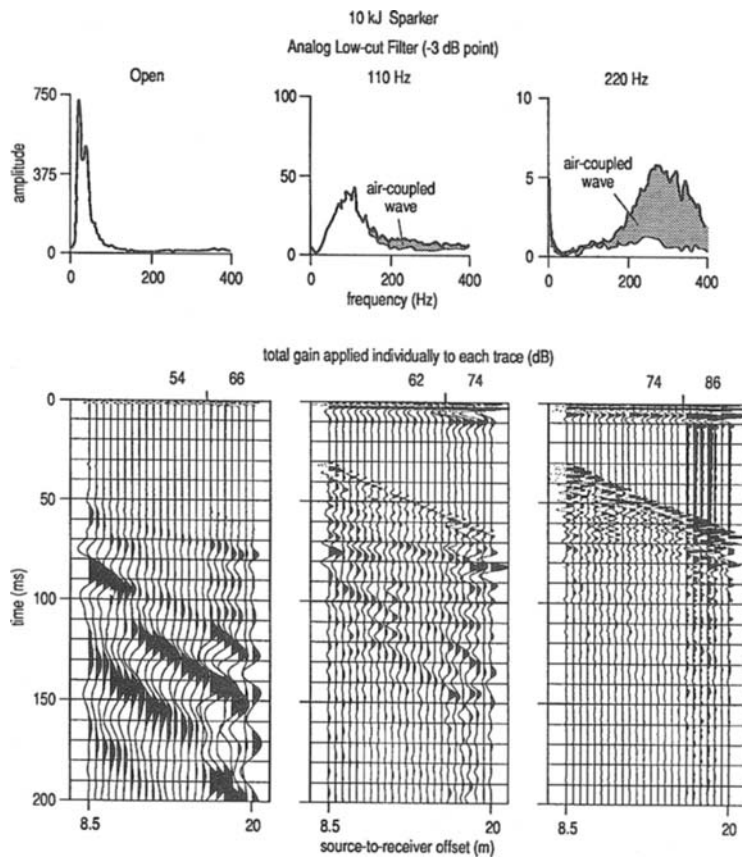 10 kJ Sparker
Analog Low-cut Filter (-3 dB point)
Open
110 Hz
220 Hz
750
375
0
amplitude
0
200
400
100
50
0
air-coupled
wave
0
200
400
frequency (Hz)
10
5
0
air-coupled
wave
0
200
400
total gain applied individually to each trace (dB)
54
66
62
74
74
86
0
50
100
150
200
time (ms)
8.5
20
8.5
20
8.5
20
source-to-receiver offset (m)